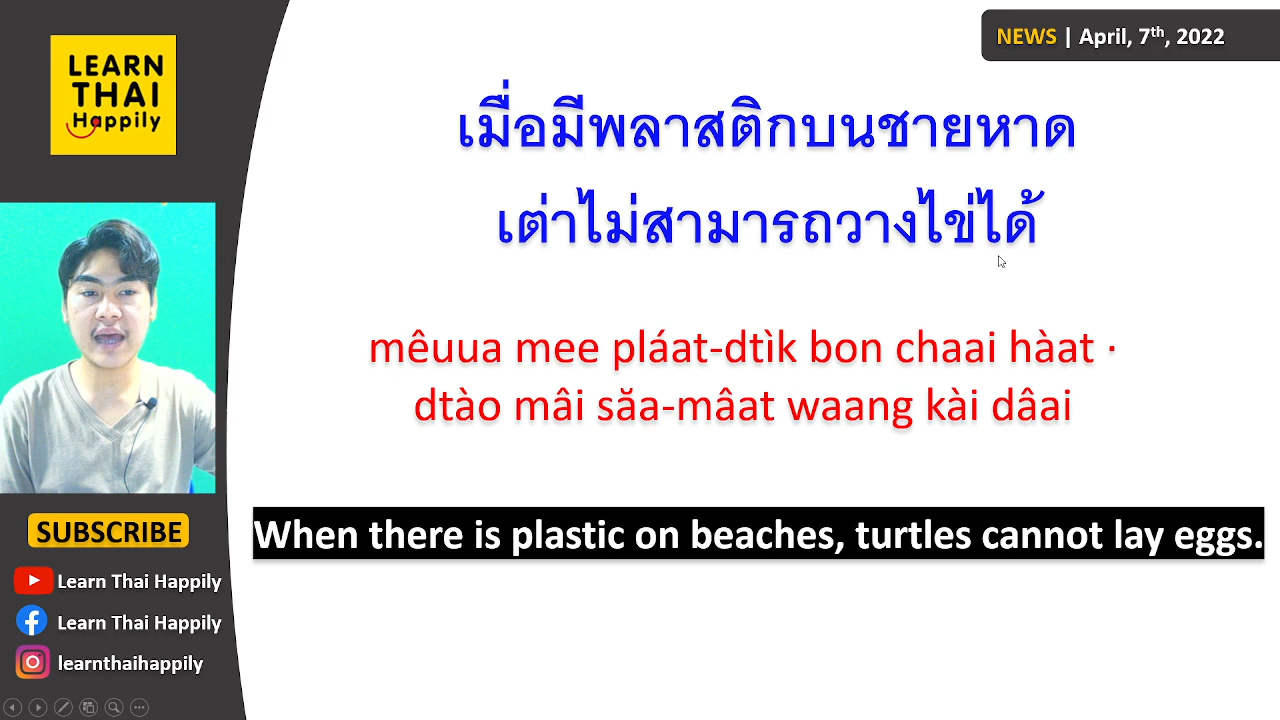 LEARN
THAI
Happily
NEWS | April, 7th, 2022
เมื่อมีพลาสติกบนชายหาด
เต่าไม่สามารถวางไข่ได้
mêuua mee pláat-dtìk bon chaai hàat ·
dtào mâi săa-mâat waang kài dâai
When there is plastic on beaches, turtles cannot lay eggs.
SUBSCRIBE
Learn Thai Happily
Learn Thai Happily
learnthaihappily